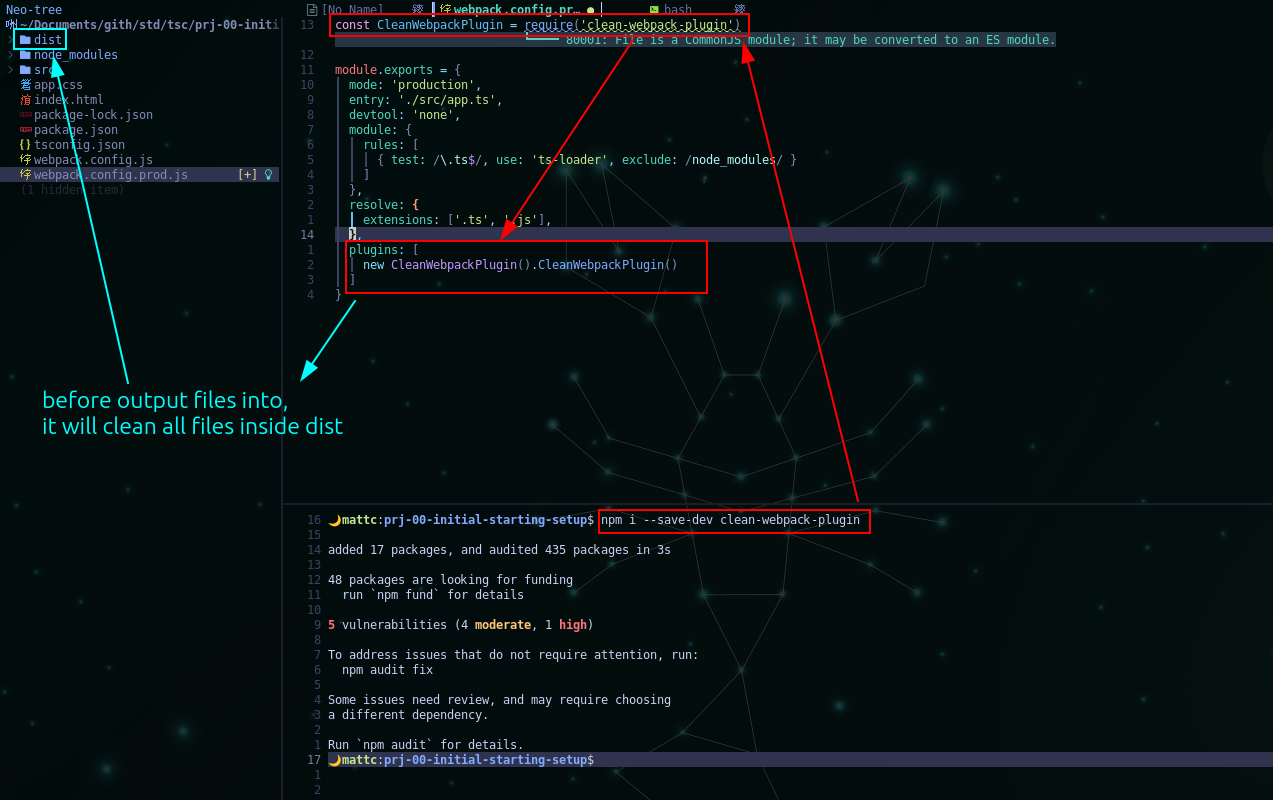 Neo-tree
[No Name]
webpack.config.pr…
bash
~/Documents/gith/std/tsc/prj-00-initi
dist
node_modules
src
app.css
index.html
package-lock.json
package.json
tsconfig.json
webpack.config.js
webpack.config.prod.js [+]
(1 hidden item)
13 const CleanWebpackPlugin = require('clean-webpack-plugin')
80001: File is a CommonJS module; it may be converted to an ES module.
12
11 module.exports = {
10 mode: 'production',
9 entry: './src/app.ts',
8 devtool: 'none',
7 module: {
6 rules: [
5 { test: /\.ts$/, use: 'ts-loader', exclude: /node_modules/ }
4 ]
3 },
2 resolve: {
1 extensions: ['.ts', '.js'],
14 },
1 plugins: [
2 new CleanWebpackPlugin().CleanWebpackPlugin()
3 ]
4 }
before output files into,
it will clean all files inside dist
16 mattc:prj-00-initial-starting-setup$ npm i --save-dev clean-webpack-plugin
15
14 added 17 packages, and audited 435 packages in 3s
13
12 48 packages are looking for funding
11 run `npm fund` for details
10
9 5 vulnerabilities (4 moderate, 1 high)
8
7 To address issues that do not require attention, run:
6 npm audit fix
5
4 Some issues need review, and may require choosing
3 a different dependency.
2
1 Run `npm audit` for details.
17 mattc:prj-00-initial-starting-setup$
1
2